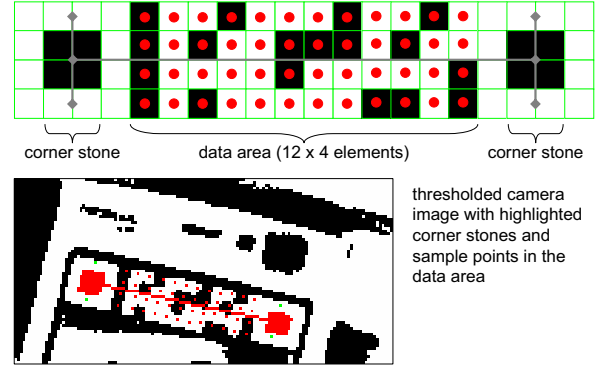 corner stone
data area (12 x 4 elements)
corner stone
thresholded camera
image with highlighted
corner stones and
sample points in the
data area